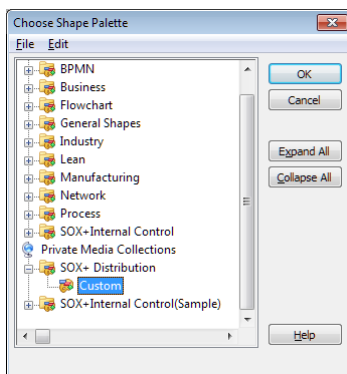 Choose Shape Palette
File Edit
BPMN
Business
Flowchart
General Shapes
Industry
Lean
Manufacturing
Network
Process
SOX+Internal Control
Private Media Collections
SOX+ Distribution
Custom
SOX+Internal Control(Sample)
OK
Cancel
Expand All
Collapse All
Help